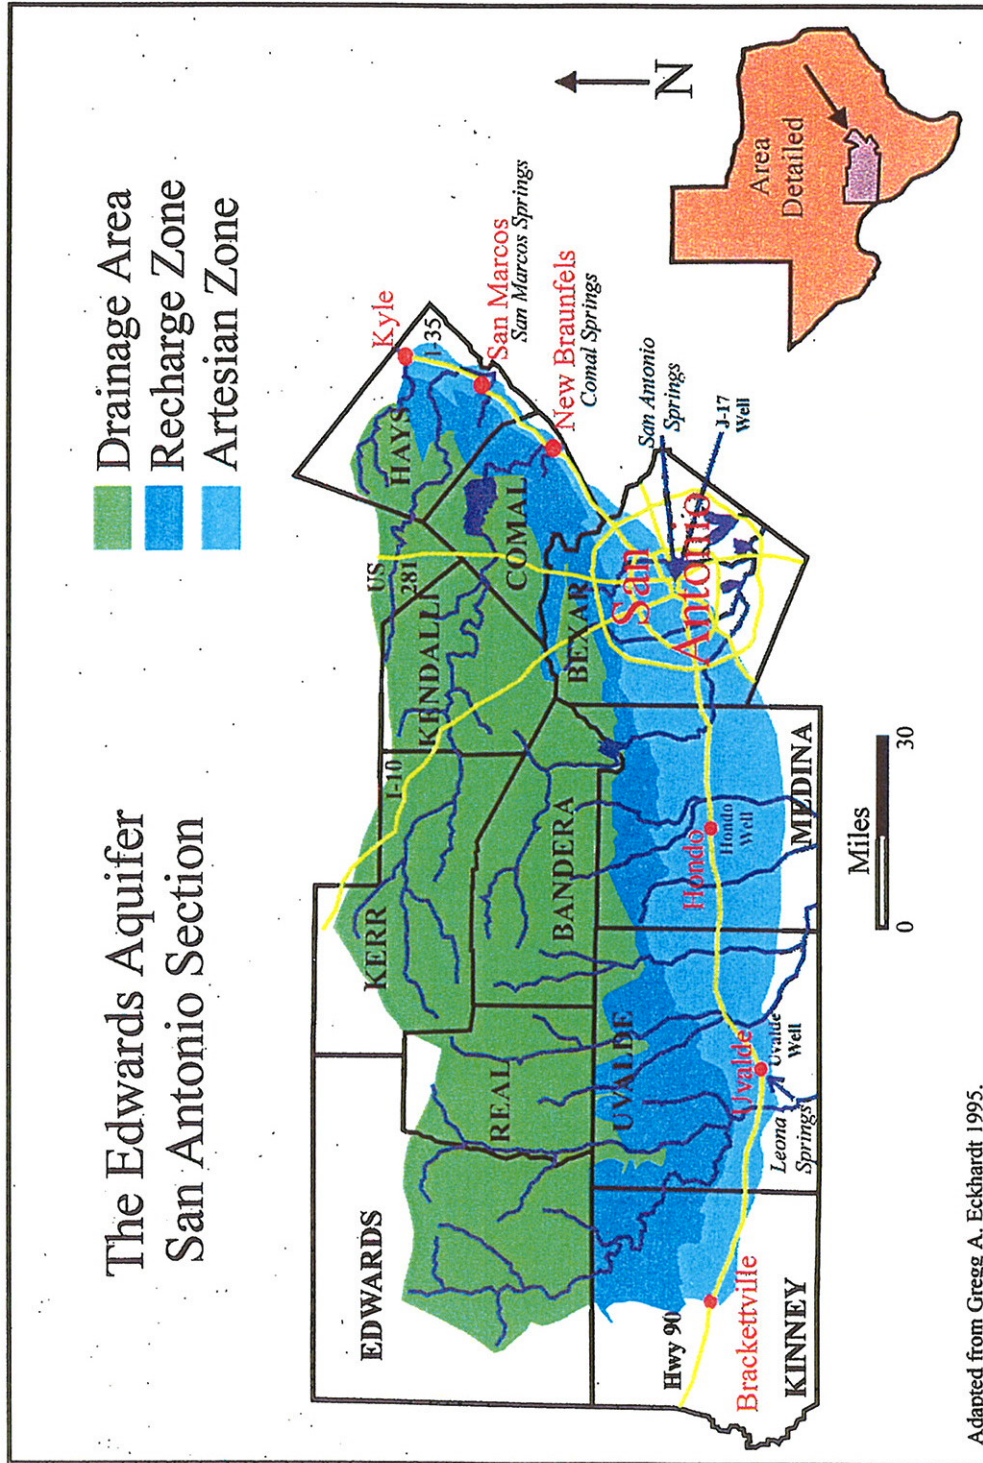 The Edwards Aquifer
San Antonio Section
Drainage Area
Recharge Zone
Artesian Zone
N
Area
Detailed
EDWARDS
KERR
I-10
KENDALL
US
281
HAYS
Kyle
I-35
San Marcos
San Marcos Springs
New Braunfels
Comal Springs
COMAL
REAL
BANDERA
BEXAR
San
Antonio
San Antonio
Springs
J-17
Well
UVALDE
Hondo
Hondo
Well
MEDINA
Uvalde
Uvalde
Well
Leona
Springs
Hwy 90
Brackettville
KINNEY
0
30
Miles
Adapted from Gregg A. Eckhardt 1995.